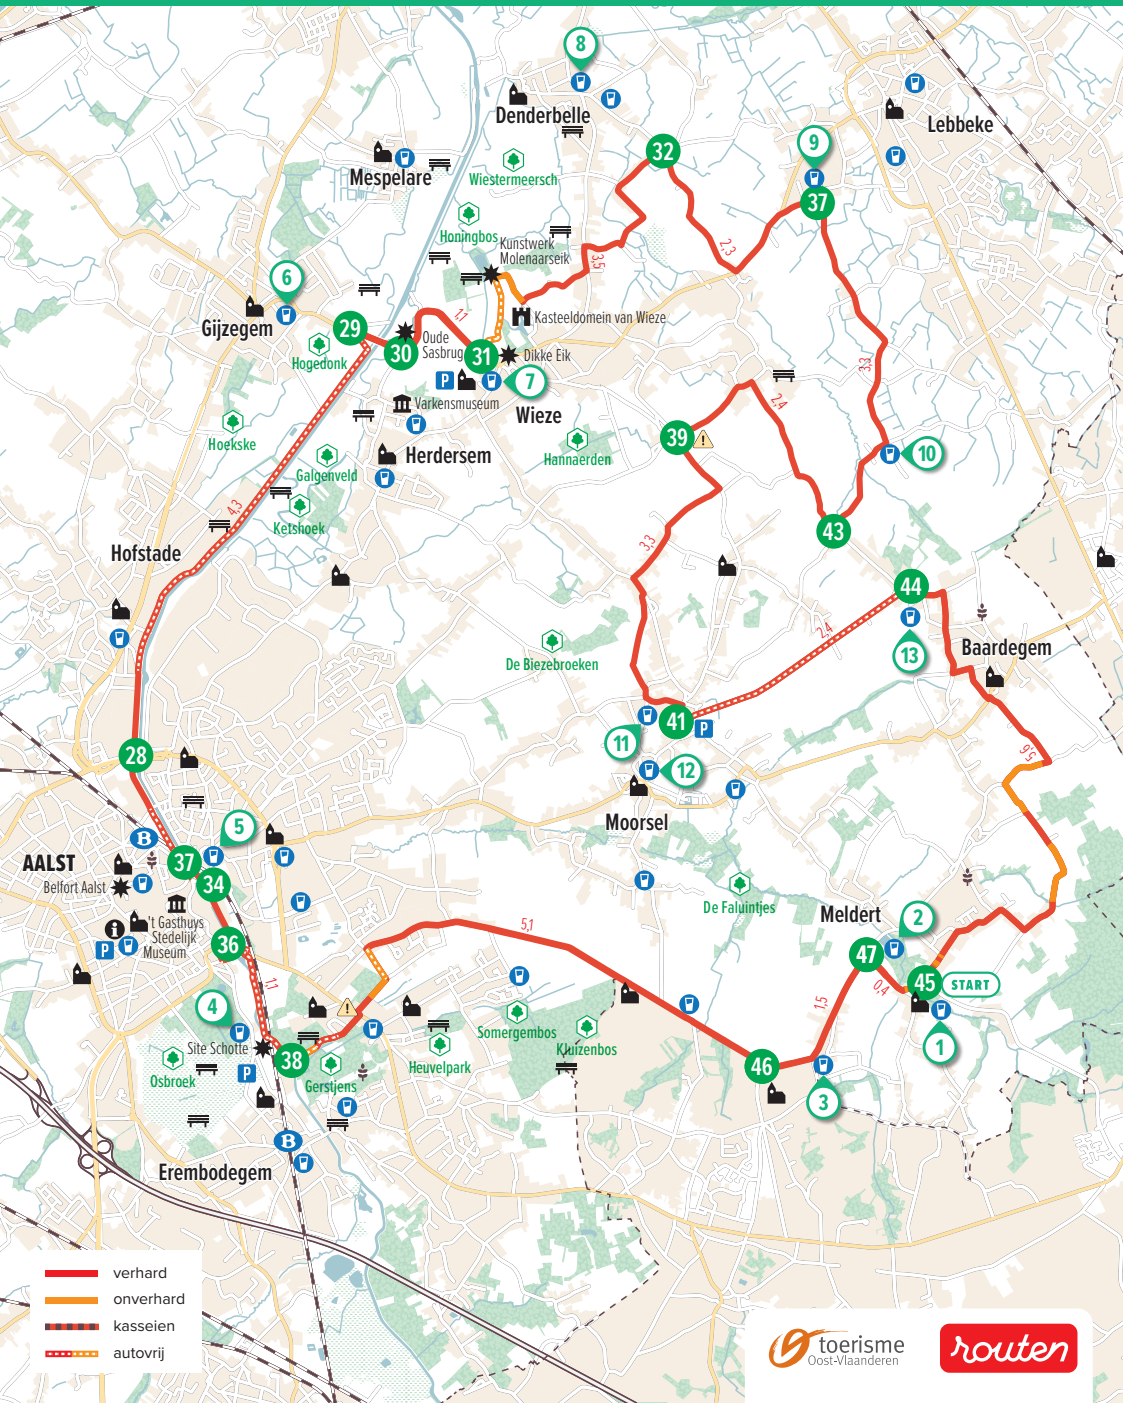 8
Denderbelle
Lebbeke
9
32
Mespelare
Wiestermeersch
37
Honingbos
2,3
Kunstwerk
Molenaarseik
3,5
6
Gijzegem
29
1,1
Kasteeldomein van Wieze
Oude
Sasbrug
30
31
Dikke Eik
Hogedonk
3,3
P
7
Varkensmuseum
Wieze
2,4
Hoekske
39
!
Herdersem
Hannaerden
10
Galgenveld
4,3
Ketshoek
43
Hofstade
3,3
44
2,4
13
Baardegem
De Biezebroeken
41
P
11
28
5,6
12
Moorsel
5
B
AALST
37
34
Belfort Aalst
De Faluintjes
Meldert
2
i
't Gasthuys
Stedelijk
Museum
P
36
5,1
47
45
START
0,4
1,1
1,5
4
!
Somergembos
Kluizenbos
1
Site Schotte
38
Osbroek
P
Gerstjens
Heuvelpark
46
3
B
Erembodegem
verhard
onverhard
kasseien
autovrij
toerisme
Oost-Vlaanderen
routen